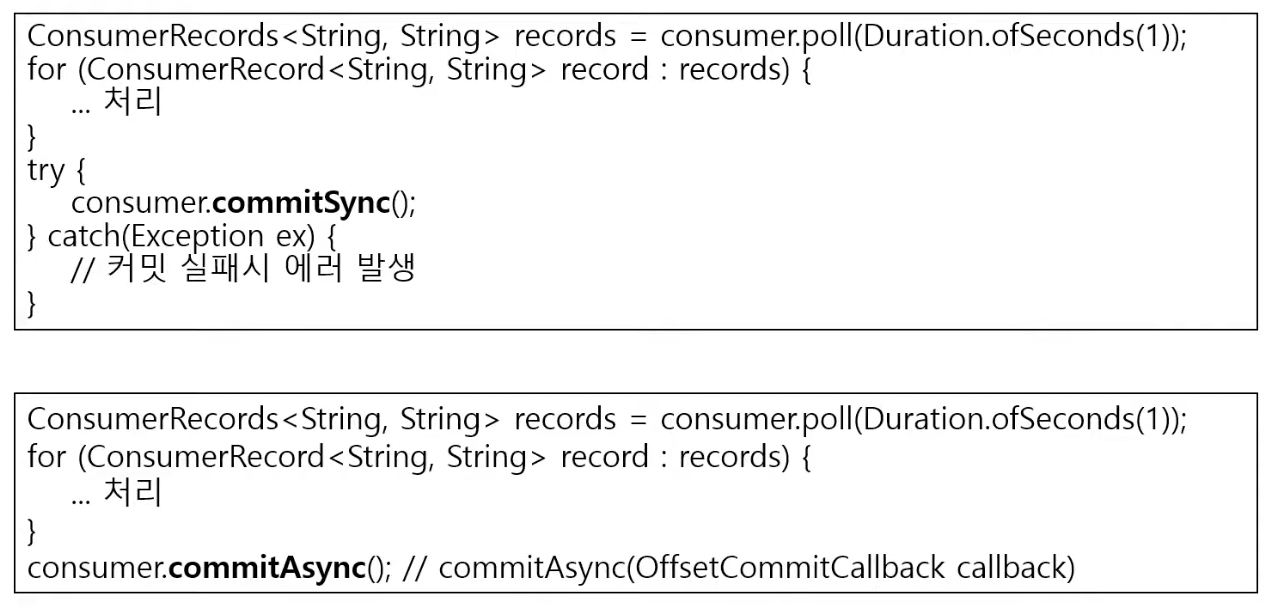 ConsumerRecords<String, String> records = consumer.poll(Duration.ofSeconds(1));
for (ConsumerRecord<String, String> record : records) {
... 처리
}
try {
consumer.commitSync();
} catch(Exception ex) {
// 커밋 실패시 에러 발생
}
ConsumerRecords<String, String> records = consumer.poll(Duration.ofSeconds(1));
for (ConsumerRecord<String, String> record : records) {
... 처리
}
consumer.commitAsync(); // commitAsync(OffsetCommitCallback callback)